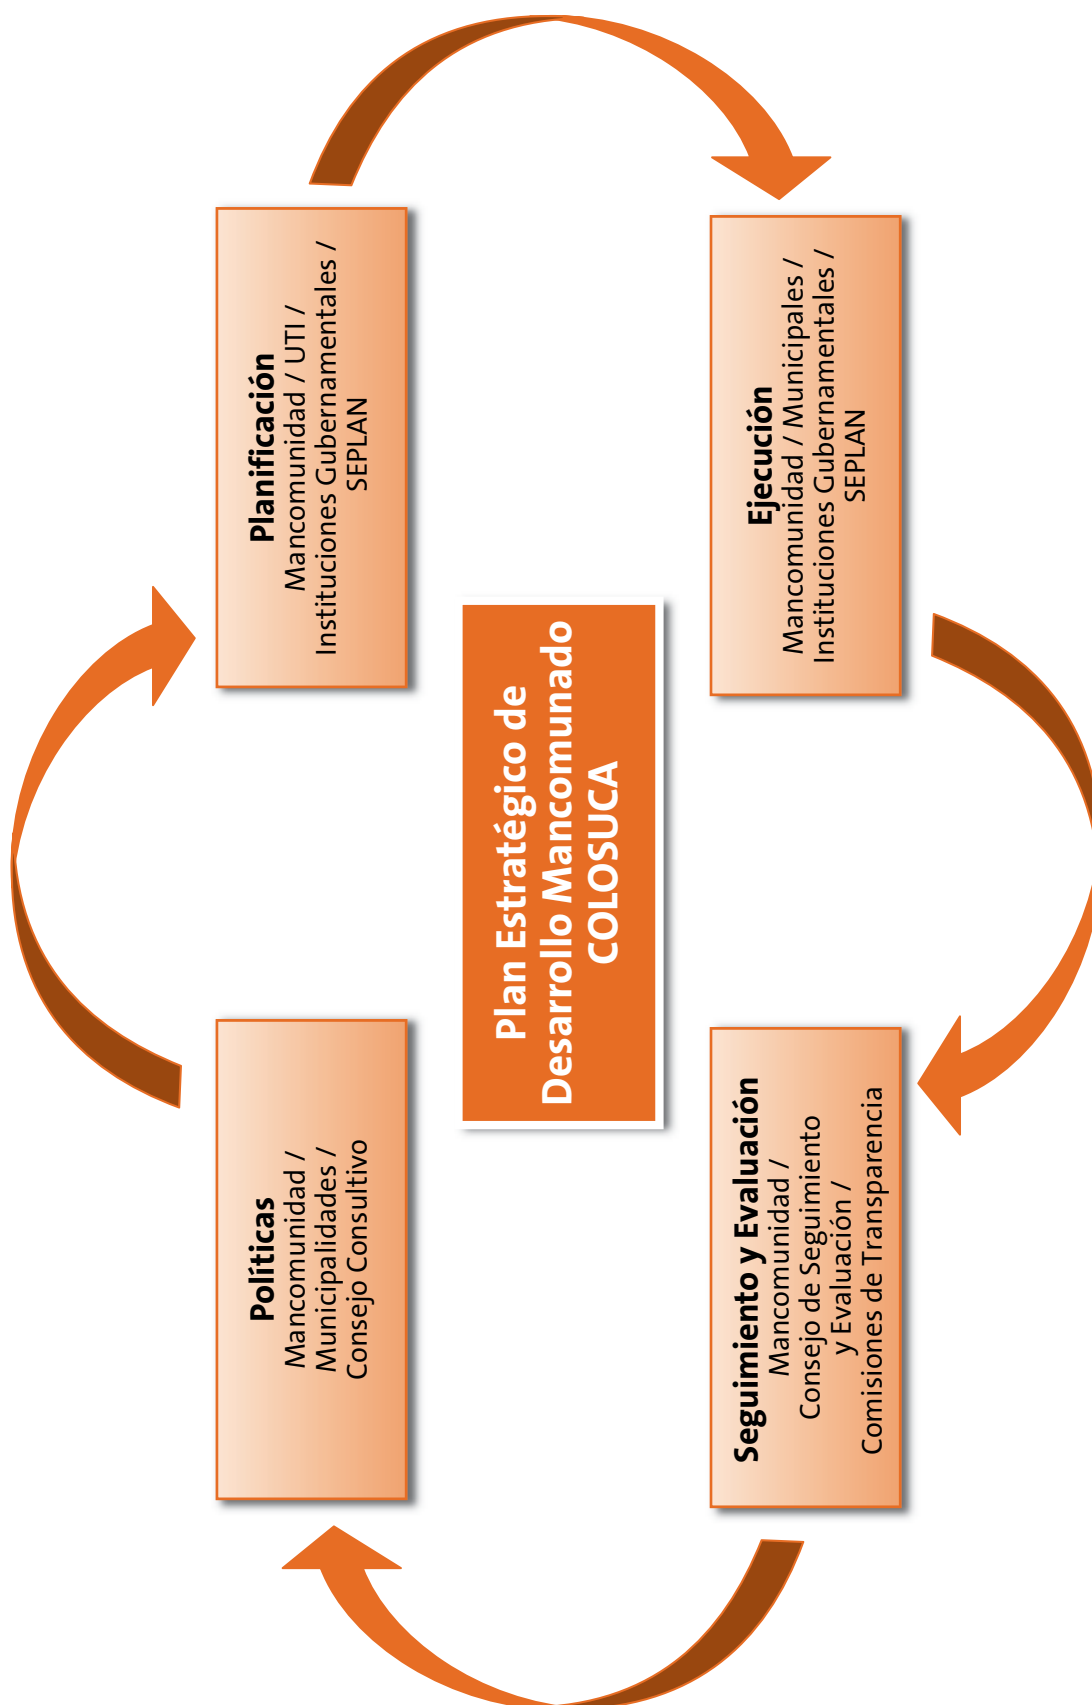 Políticas
Mancomunidad /
Municipalidades /
Consejo Consultivo
Planificación
Mancomunidad / UTI /
Instituciones Gubernamentales /
SEPLAN
Plan Estratégico de
Desarrollo Mancomunado
COLOSUCA
Seguimiento y Evaluación
Mancomunidad /
Consejo de Seguimiento
y Evaluación /
Comisiones de Transparencia
Ejecución
Mancomunidad / Municipales /
Instituciones Gubernamentales /
SEPLAN